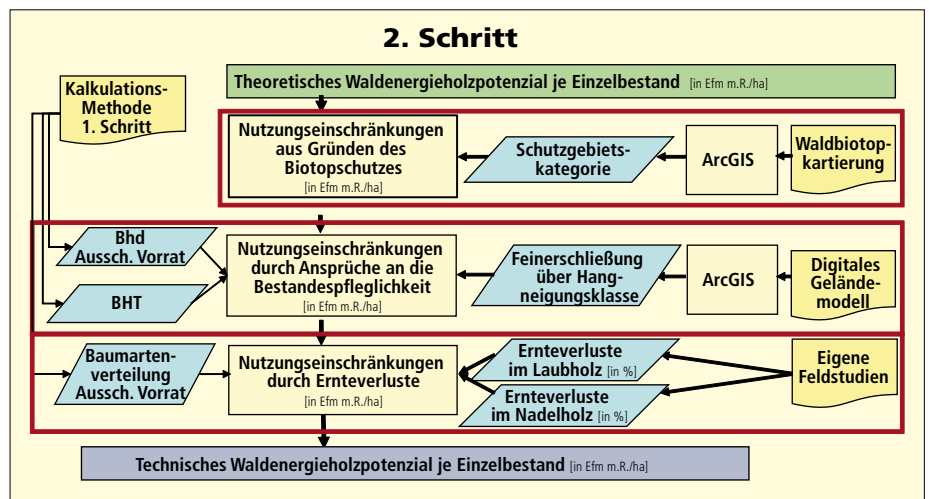 2. Schritt
Theoretisches Waldenergieholzpotenzial je Einzelbestand [in Efm m.R./ha]
Kalkulations-
Methode
1. Schritt
Nutzungseinschränkungen
aus Gründen des
Biotopschutzes
[in Efm m.R./ha]
Schutzgebiets-
kategorie
ArcGIS
Waldbiotop-
kartierung
Bhd
Aussch. Vorrat
BHT
Nutzungseinschränkungen
durch Ansprüche an die
Bestandespfleglichkeit
[in Efm m.R./ha]
Feinerschließung
über Hang-
neigungsklasse
ArcGIS
Digitales
Gelände-
modell
Baumarten-
verteilung
Aussch. Vorrat
Nutzungseinschränkungen
durch Ernteverluste
[in Efm m.R./ha]
Ernteverluste
im Laubholz [in %]
Ernteverluste
im Nadelholz [in %]
Eigene
Feldstudien
Technisches Waldenergieholzpotenzial je Einzelbestand [in Efm m.R./ha]